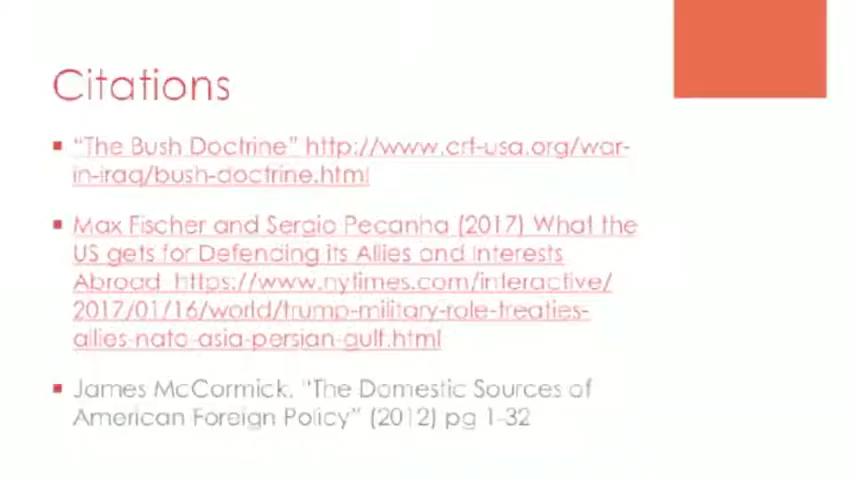 Citations
“The Bush Doctrine” http://www.crf-usa.org/war-
in-iraq/bush-doctrine.html
Max Fischer and Sergio Pecanha (2017) What the
US gets for Defending its Allies and Interests
Abroad https://www.nytimes.com/interactive/
2017/01/16/world/trump-military-role-treaties-
allies-nato-asia-persian-gulf.html
James McCormick. “The Domestic Sources of
American Foreign Policy” (2012) pg 1-32